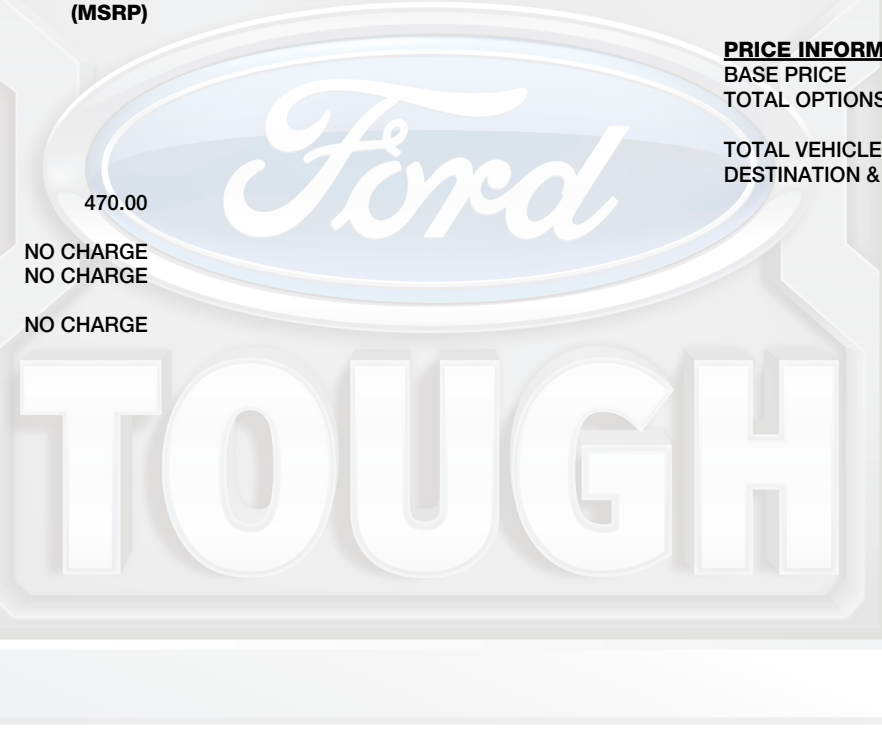 (MSRP)
470.00
NO CHARGE
NO CHARGE
NO CHARGE
PRICE INFORM
BASE PRICE
TOTAL OPTIONS
TOTAL VEHICLE
DESTINATION &
Ford
TOUGH